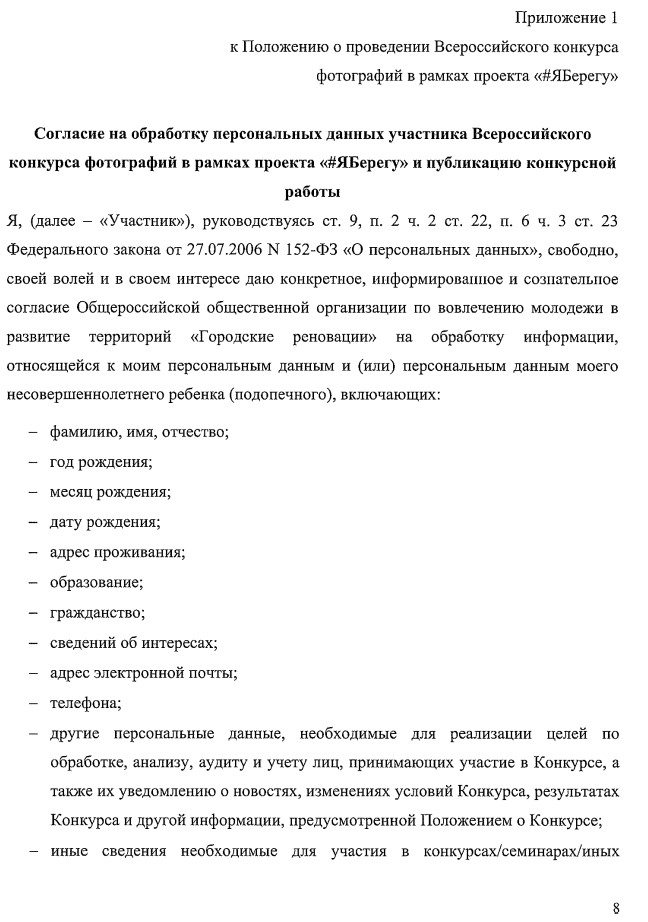 Приложение 1
к Положению о проведении Всероссийского конкурса
фотографий в рамках проекта «#ЯБерегу»
Согласие на обработку персональных данных участника Всероссийского
конкурса фотографий в рамках проекта «#ЯБерегу» и публикацию конкурсной
работы
Я, (далее – «Участник»), руководствуясь ст. 9, п. 2 ч. 2 ст. 22, п. 6 ч. 3 ст. 23
Федерального закона от 27.07.2006 N 152-ФЗ «О персональных данных», свободно,
своей волей и в своем интересе даю конкретное, информированное и сознательное
согласие Общероссийской общественной организации по вовлечению молодежи в
развитие территорий «Городские реновации» на обработку информации,
относящейся к моим персональным данным и (или) персональным данным моего
несовершеннолетнего ребенка (подопечного), включающих:
– фамилию, имя, отчество;
– год рождения;
– месяц рождения;
– дату рождения;
– адрес проживания;
– образование;
– гражданство;
– сведений об интересах;
– адрес электронной почты;
– телефона;
– другие персональные данные, необходимые для реализации целей по
обработке, анализу, аудиту и учету лиц, принимающих участие в Конкурсе, а
также их уведомлению о новостях, изменениях условий Конкурса, результатах
Конкурса и другой информации, предусмотренной Положением о Конкурсе;
– иные сведения необходимые для участия в конкурсах/семинарах/иных
8